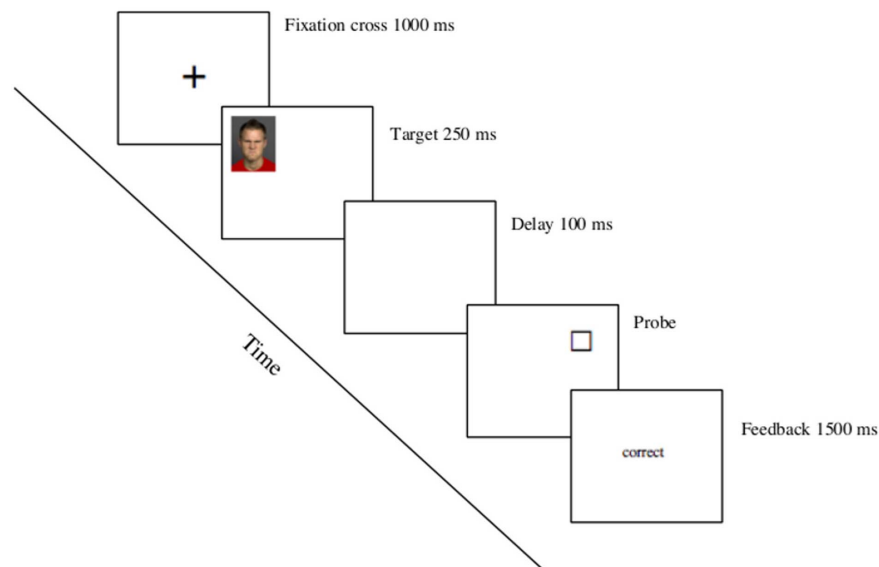 Fixation cross 1000 ms
Target 250 ms
Delay 100 ms
Probe
Time
Feedback 1500 ms
correct